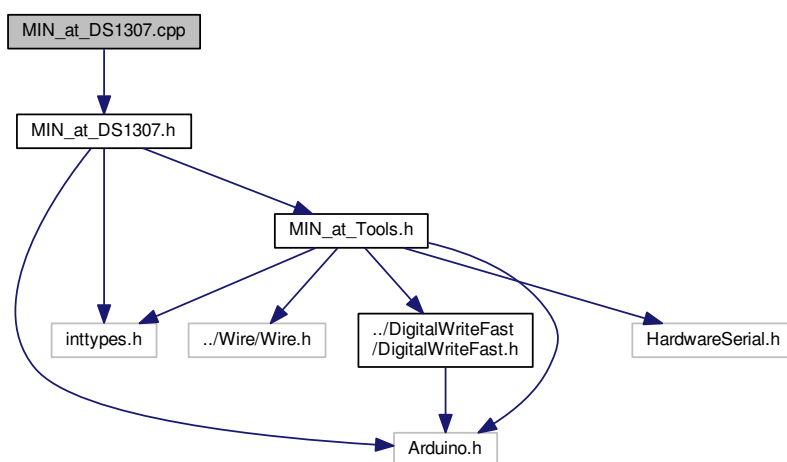 MIN_at_DS1307.cpp
MIN_at_DS1307.h
MIN_at_Tools.h
inttypes.h
../Wire/Wire.h
../DigitalWriteFast
/DigitalWriteFast.h
HardwareSerial.h
Arduino.h